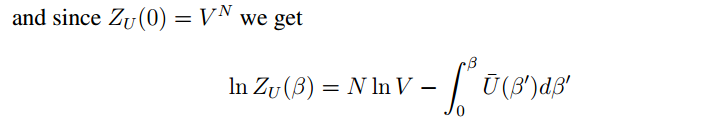 and since Z_U(0) = V^N we get
ln Z_U(β) = N ln V − ∫_0^β Ū(β′)dβ′